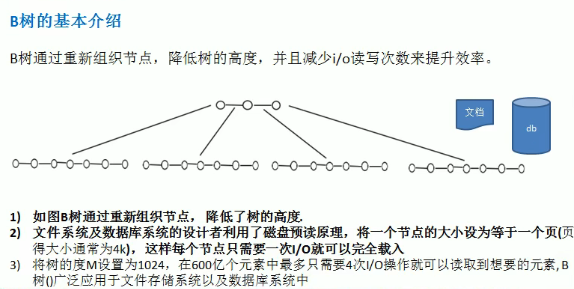 B树的基本介绍
B树通过重新组织节点，降低树的高度，并且减少i/o读写次数来提升效率。
文档
db
1) 如图B树通过重新组织节点， 降低了树的高度.
2) 文件系统及数据库系统的设计者利用了磁盘预读原理，将一个节点的大小设为等于一个页(页
得大小通常为4k)，这样每个节点只需要一次I/O就可以完全载入
3) 将树的度M设置为1024，在600亿个元素中最多只需要4次I/O操作就可以读取到想要的元素,B
树()广泛应用于文件存储系统以及数据库系统中